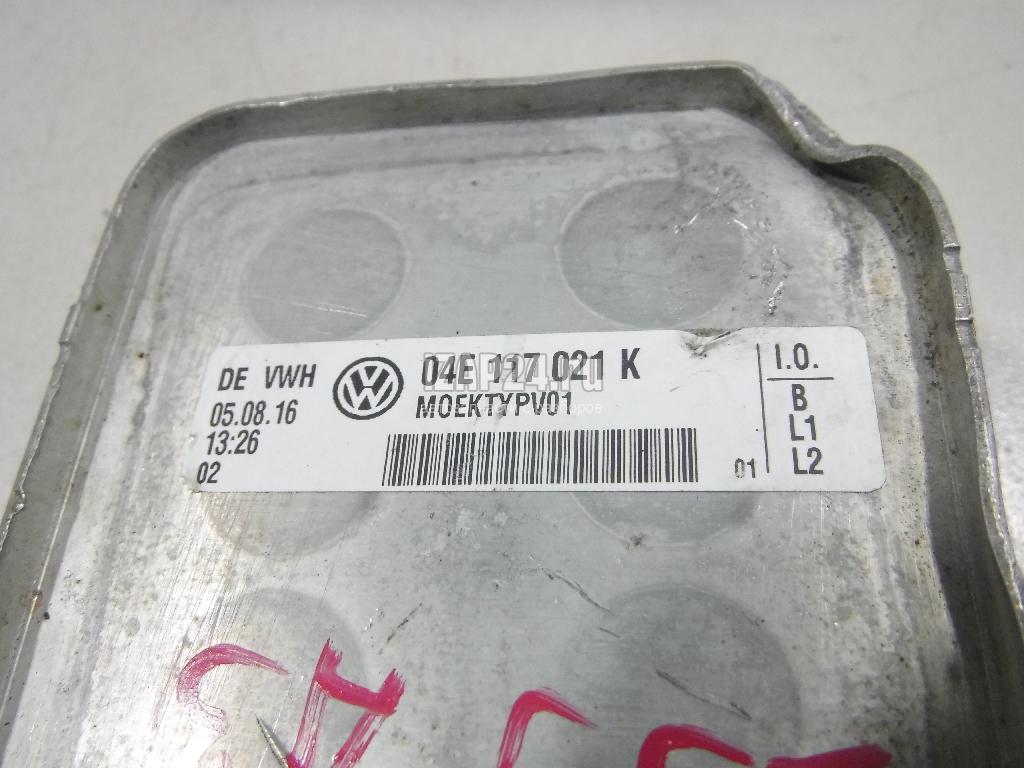 DE VWH
05.08.16
13:26
02
04E 117 021 K
MOEKTYPV01
01
I.O.
B
L1
L2